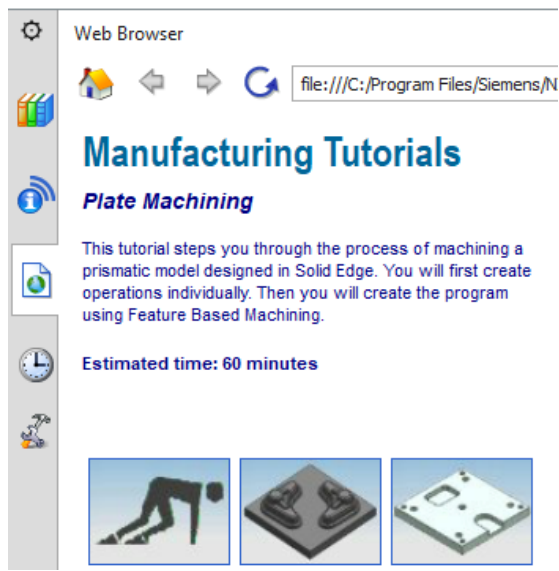 Web Browser
file:///C:/Program Files/Siemens/N
Manufacturing Tutorials
Plate Machining
This tutorial steps you through the process of machining a
prismatic model designed in Solid Edge. You will first create
operations individually. Then you will create the program
using Feature Based Machining.
Estimated time: 60 minutes